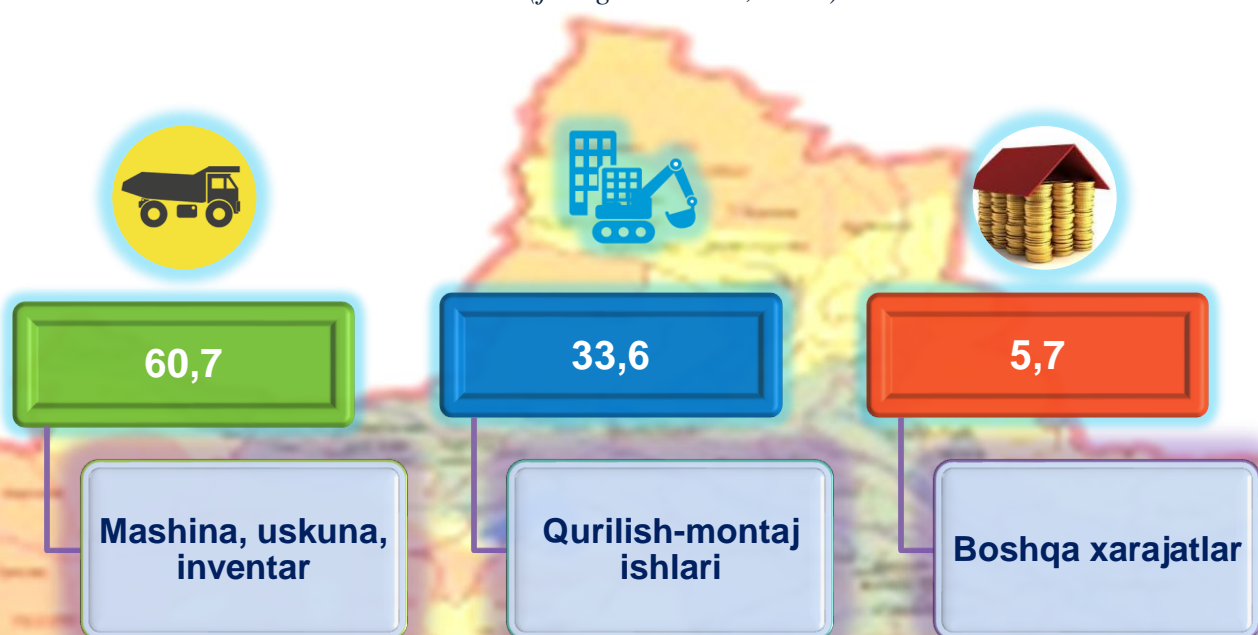 60,7
33,6
5,7
Mashina, uskuna,
inventar
Qurilish-montaj
ishlari
Boshqa xarajatlar